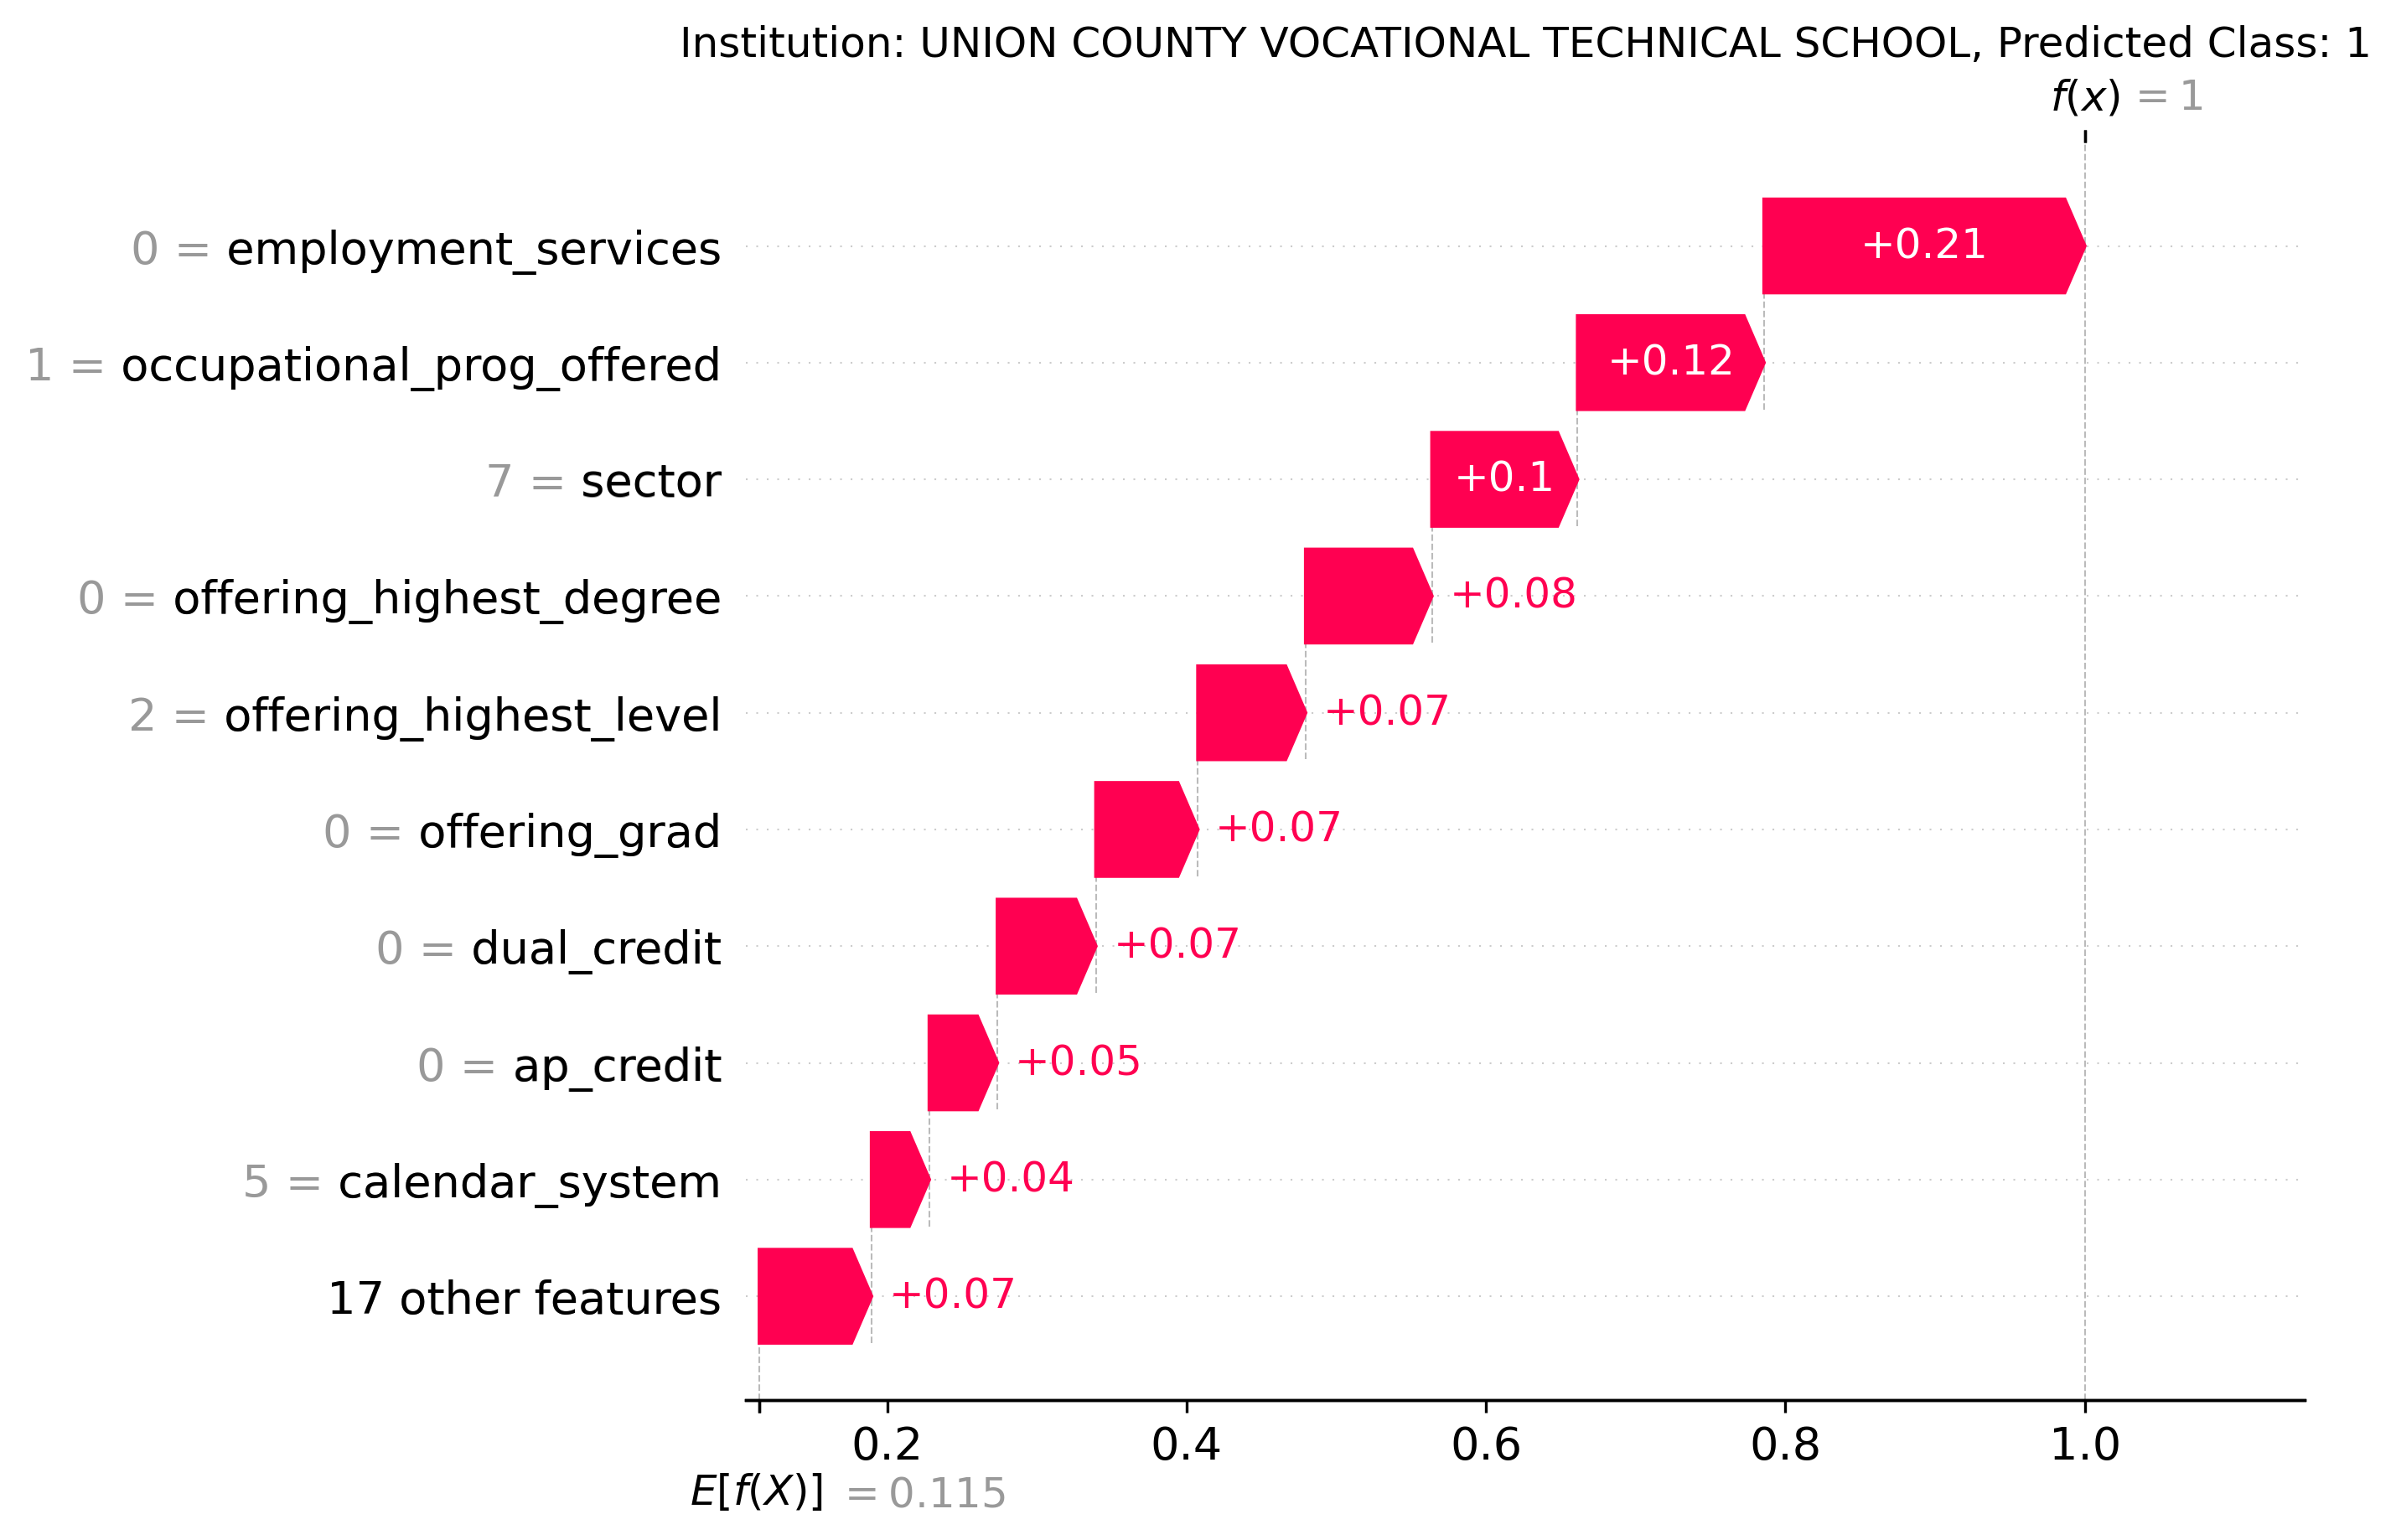 Institution: UNION COUNTY VOCATIONAL TECHNICAL SCHOOL, Predicted Class: 1
f(x) = 1
0 = employment_services +0.21
1 = occupational_prog_offered +0.12
7 = sector +0.1
0 = offering_highest_degree +0.08
2 = offering_highest_level +0.07
0 = offering_grad +0.07
0 = dual_credit +0.07
0 = ap_credit +0.05
5 = calendar_system +0.04
17 other features +0.07
0.2 0.4 0.6 0.8 1.0
E[f(X)] = 0.115